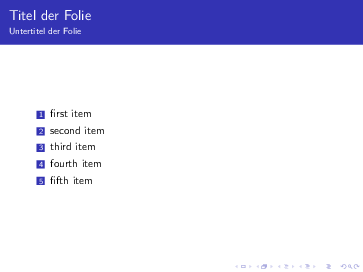 Titel der Folie
Untertitel der Folie
1 first item
2 second item
3 third item
4 fourth item
5 fifth item